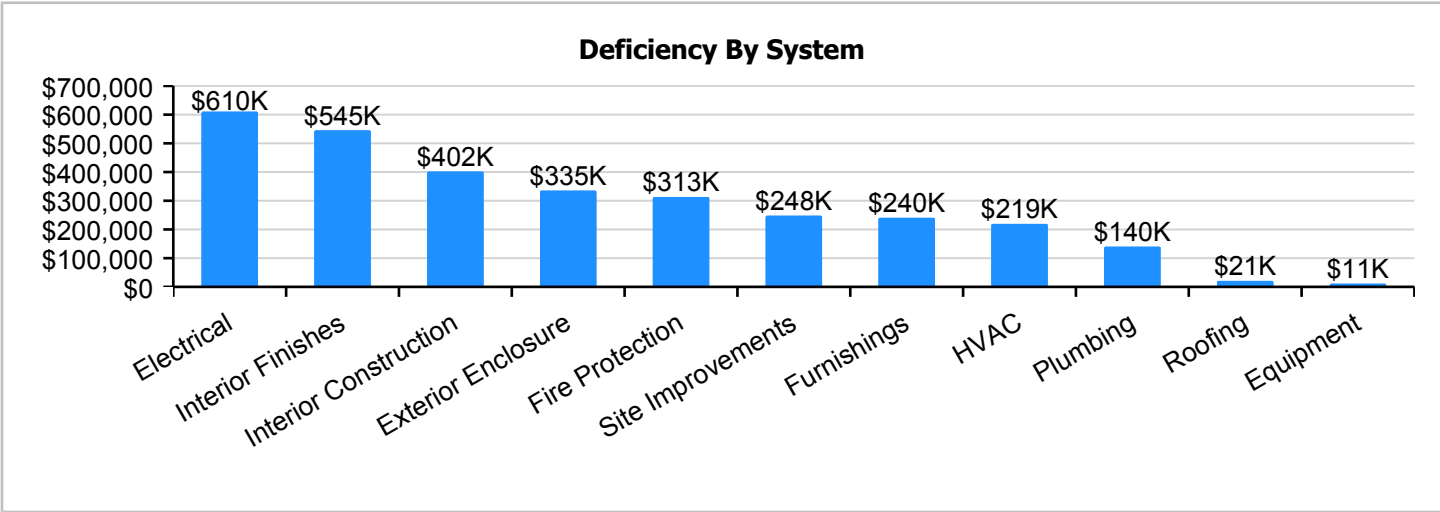 Deficiency By System
$700,000
$600,000
$500,000
$400,000
$300,000
$200,000
$100,000
$0
$610K
$545K
$402K
$335K
$313K
$248K
$240K
$219K
$140K
$21K
$11K
Electrical
Interior Finishes
Interior Construction
Exterior Enclosure
Fire Protection
Site Improvements
Furnishings
HVAC
Plumbing
Roofing
Equipment